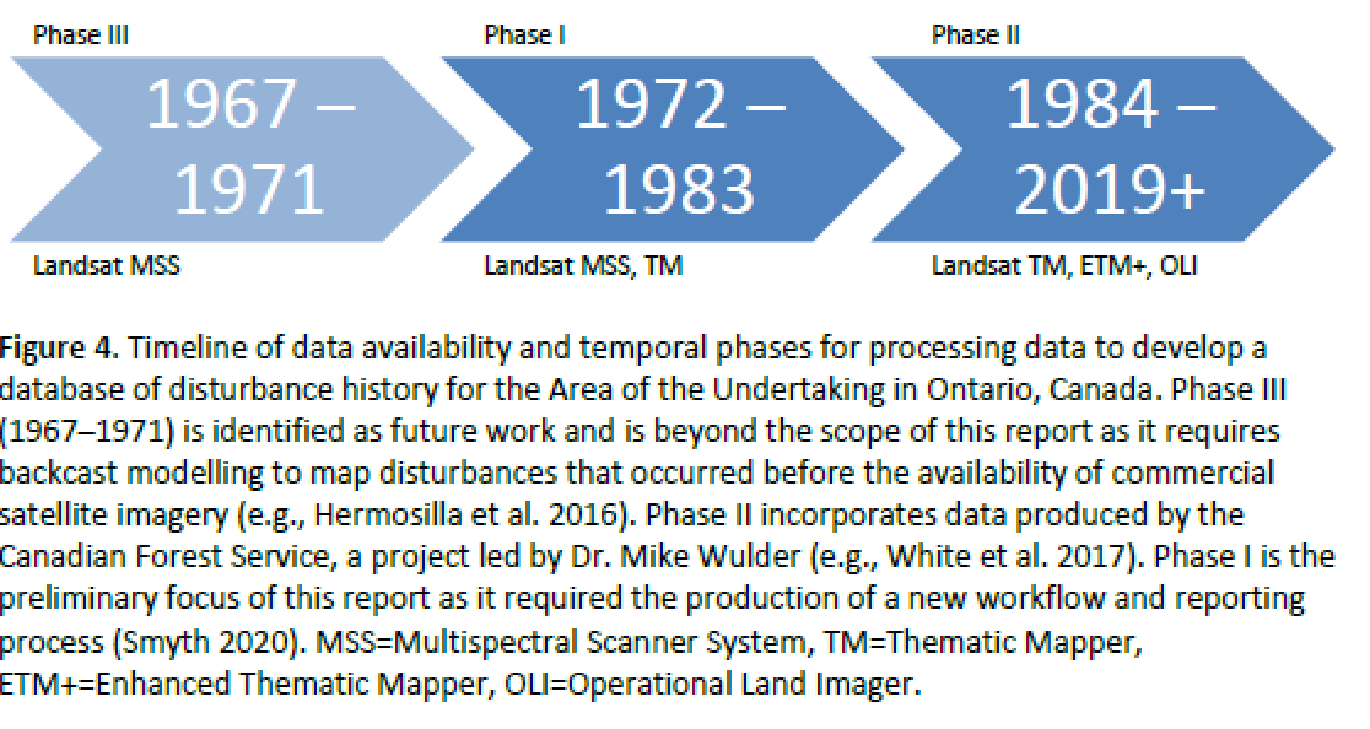 Phase III
1967 –
1971
Landsat MSS
Phase I
1972 –
1983
Landsat MSS, TM
Phase II
1984 –
2019+
Landsat TM, ETM+, OLI
Figure 4. Timeline of data availability and temporal phases for processing data to develop a
database of disturbance history for the Area of the Undertaking in Ontario, Canada. Phase III
(1967–1971) is identified as future work and is beyond the scope of this report as it requires
backcast modelling to map disturbances that occurred before the availability of commercial
satellite imagery (e.g., Hermosilla et al. 2016). Phase II incorporates data produced by the
Canadian Forest Service, a project led by Dr. Mike Wulder (e.g., White et al. 2017). Phase I is the
preliminary focus of this report as it required the production of a new workflow and reporting
process (Smyth 2020). MSS=Multispectral Scanner System, TM=Thematic Mapper,
ETM+=Enhanced Thematic Mapper, OLI=Operational Land Imager.